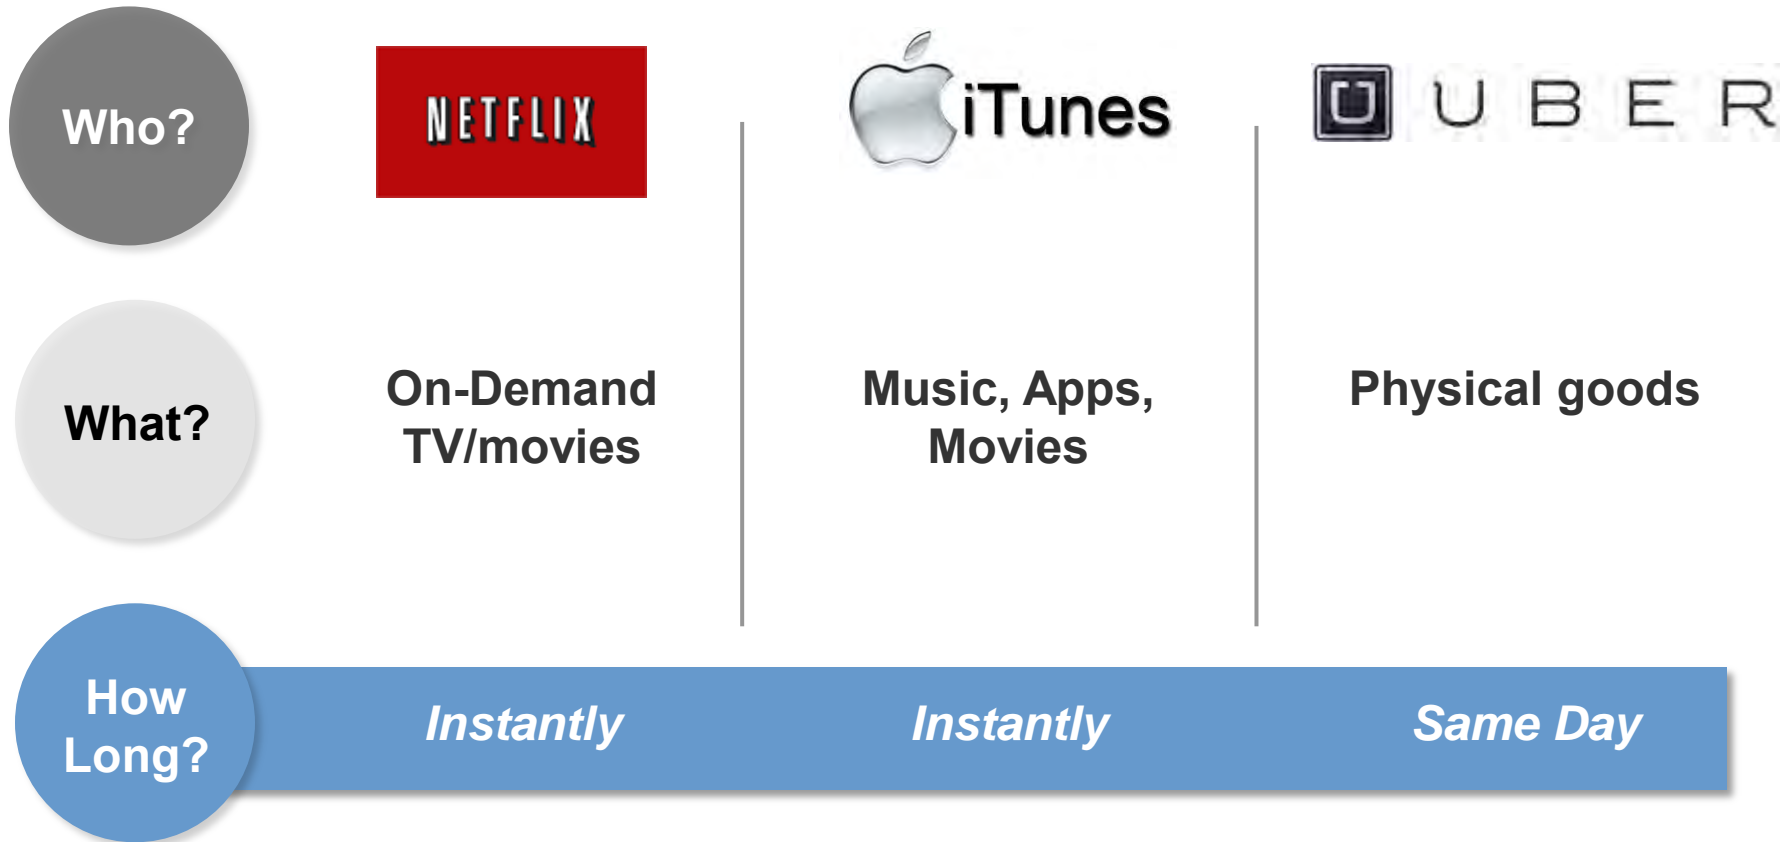 Who?
NETFLIX
iTunes
U UBER
What?
On-Demand
TV/movies
Music, Apps,
Movies
Physical goods
How
Long?
Instantly
Instantly
Same Day